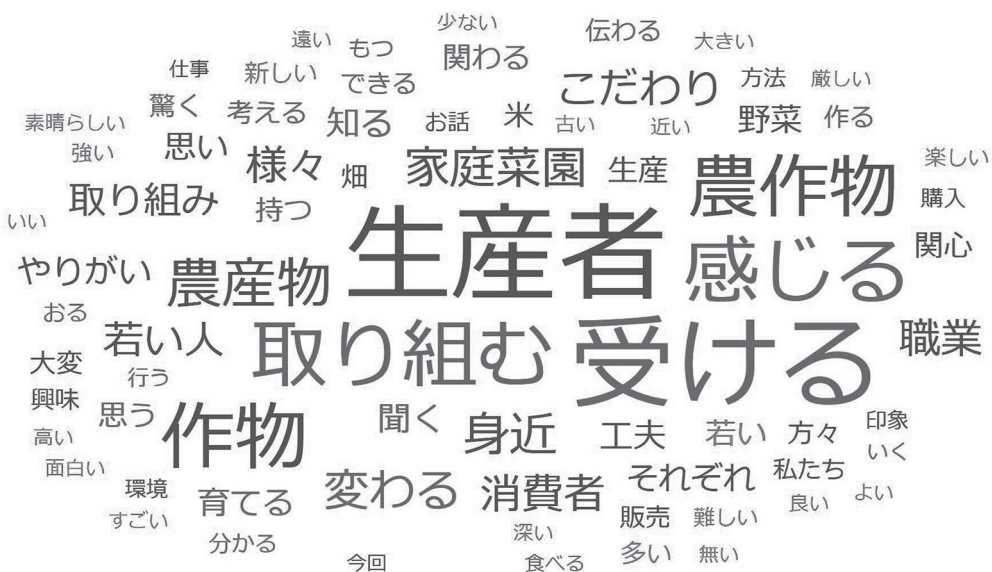 少ない
伝わる
遠い
もつ
大きい
関わる
仕事
新しい
できる
こだわり
方法
厳しい
驚く
考える
知る
お話
米
古い
近い
野菜
作る
素晴らしい
強い
思い
様々
畑
家庭菜園
生産
農作物
楽しい
取り組み
持つ
購入
いい
生産者
感じる
関心
やりがい
農産物
おる
若い人
取り組む
受ける
職業
大変
行う
興味
思う
作物
聞く
身近
工夫
若い
方々
印象
高い
いく
面白い
環境
育てる
変わる
消費者
それぞれ
私たち
すごい
販売
難しい
良い
よい
分かる
深い
今回
食べる
多い
無い